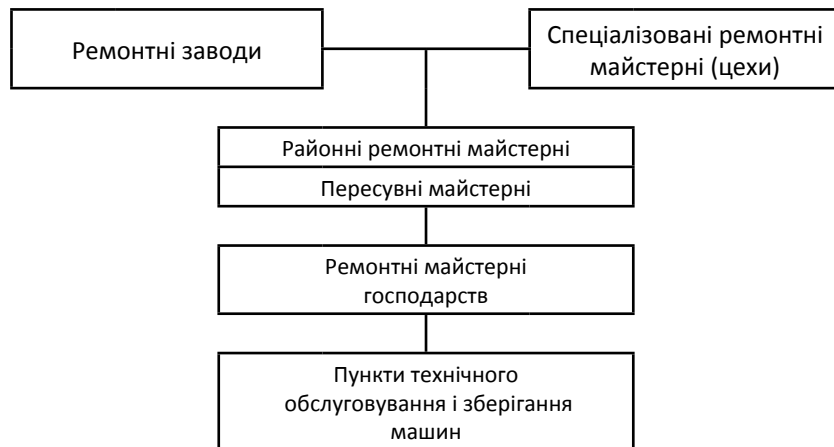 Ремонтні заводи
Спеціалізовані ремонтні
майстерні (цехи)
Районні ремонтні майстерні
Пересувні майстерні
Ремонтні майстерні
господарств
Пункти технічного
обслуговування і зберігання
машин